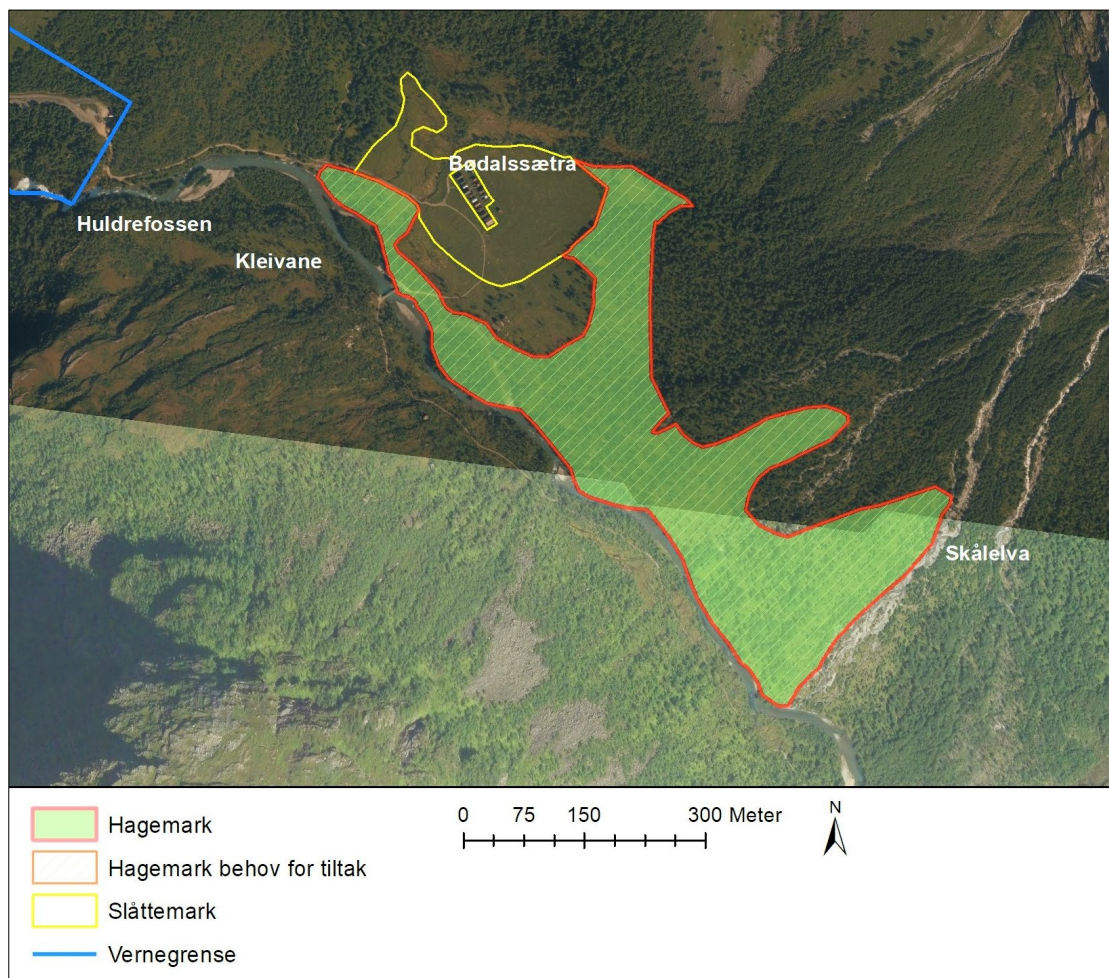 Bødalssætra
Huldrefossen
Kleivane
Skålelva
Hagemark
Hagemark behov for tiltak
Slåttemark
Vernegrense
0 75 150 300 Meter
N